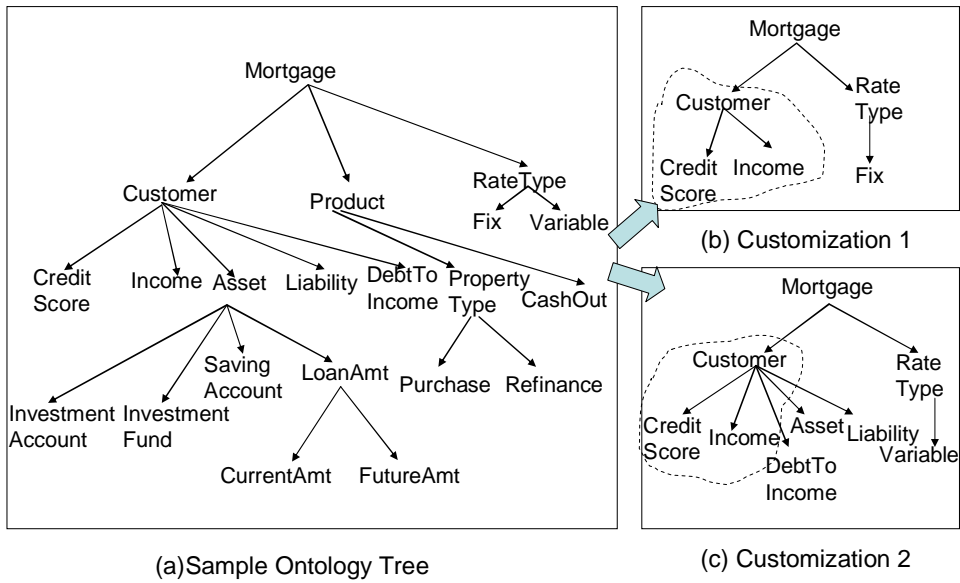 Mortgage
Customer
Product
RateType
Fix
Variable
Credit
Score
Income
Asset
Liability
DebtTo
Income
Property
Type
CashOut
Saving
Account
LoanAmt
Purchase
Refinance
Investment
Account
Investment
Fund
CurrentAmt
FutureAmt
(a)Sample Ontology Tree
Mortgage
Customer
Rate
Type
Credit
Score
Income
Fix
(b) Customization 1
Mortgage
Customer
Rate
Type
Credit
Score
Income
Asset
Liability
Variable
DebtTo
Income
(c) Customization 2